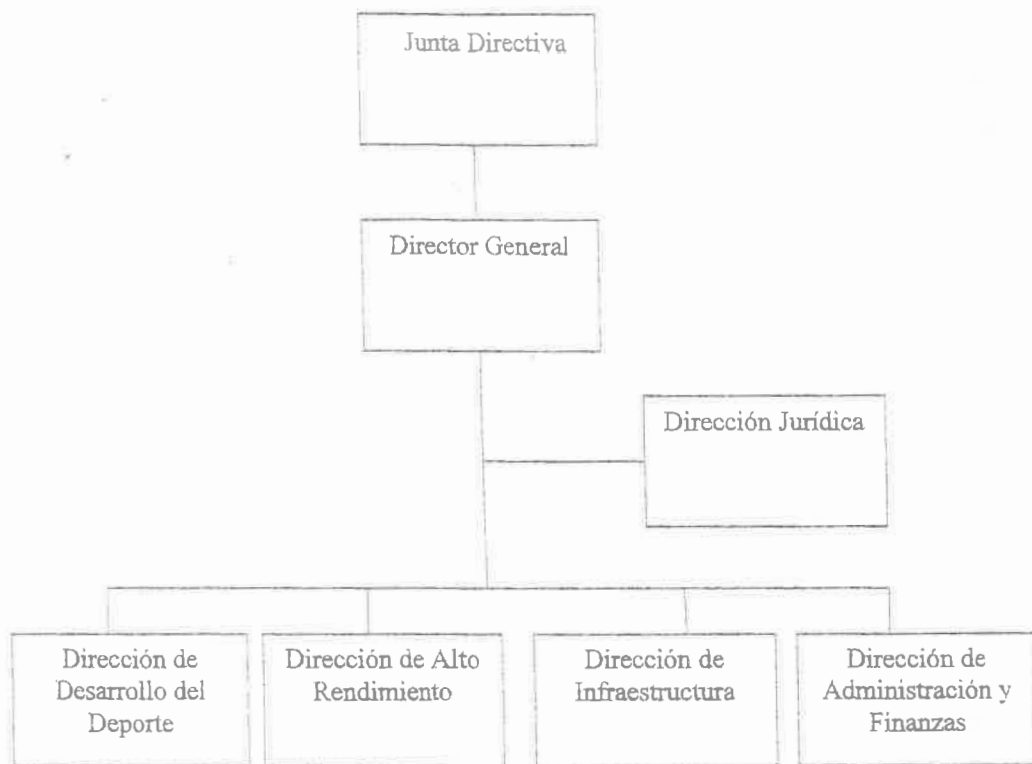 Junta Directiva
Director General
Dirección Jurídica
Dirección de
Desarrollo del
Deporte
Dirección de Alto
Rendimiento
Dirección de
Infraestructura
Dirección de
Administración y
Finanzas